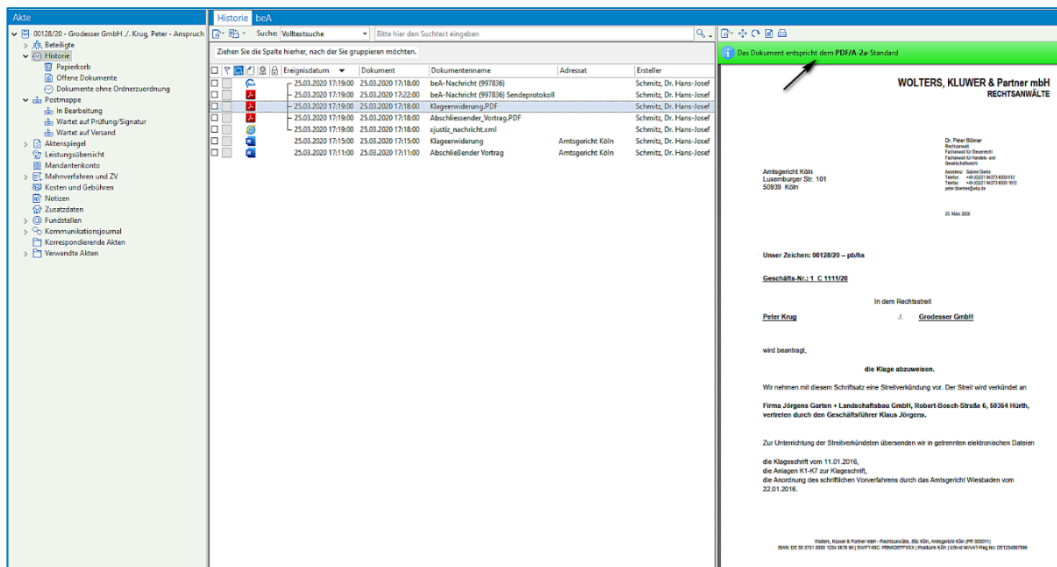 Akte
00128/20 - Grodesser GmbH ./. Krug, Peter - Anspruch
Beteiligte
Historie
Papierkorb
Offene Dokumente
Dokumente ohne Ordnerzuordnung
Postmappe
In Bearbeitung
Wartet auf Prüfung/Signatur
Wartet auf Versand
Aktenspiegel
Leistungsübersicht
Mandantenkonto
Mahnverfahren und ZV
Kosten und Gebühren
Notizen
Zusatzdaten
Fundstellen
Kommunikationsjournal
Korrespondierende Akten
Verwandte Akten
Historie beA
Suche: Volltextsuche Bitte hier den Suchtext eingeben
Ziehen Sie die Spalte hierher, nach der Sie gruppieren möchten.
Ereignisdatum Dokument Dokumentenname Adressat Ersteller
25.03.2020 17:19:00 25.03.2020 17:18:00 beA-Nachricht (997836) Schmitz, Dr. Hans-Josef
25.03.2020 17:19:00 25.03.2020 17:22:00 beA-Nachricht (997836) Sendeprotokoll Schmitz, Dr. Hans-Josef
25.03.2020 17:19:00 25.03.2020 17:18:00 Klageerwiderung.PDF Schmitz, Dr. Hans-Josef
25.03.2020 17:19:00 25.03.2020 17:18:00 Abschliessender_Vortrag.PDF Schmitz, Dr. Hans-Josef
25.03.2020 17:19:00 25.03.2020 17:18:00 xjustiz_nachricht.xml Schmitz, Dr. Hans-Josef
25.03.2020 17:15:00 25.03.2020 17:15:00 Klageerwiderung Amtsgericht Köln Schmitz, Dr. Hans-Josef
25.03.2020 17:11:00 25.03.2020 17:11:00 Abschließender Vortrag Amtsgericht Köln Schmitz, Dr. Hans-Josef
Das Dokument entspricht dem PDF/A-2a-Standard
WOLTERS, KLUWER & Partner mbH
RECHTSANWÄLTE
Dr. Peter Blömer
Rechtsanwalt
Fachanwalt für Steuerrecht
Fachanwalt für Handels- und
Gesellschaftsrecht
Amtsgericht Köln
Luxemburger Str. 101
50939 Köln
25. März 2020
Unser Zeichen: 00128/20 – pb/hs
Geschäfts-Nr.: 1 C 1111/20
In dem Rechtsstreit
Peter Krug ./. Grodesser GmbH
wird beantragt,
die Klage abzuweisen.
Wir nehmen mit diesem Schriftsatz eine Streitverkündung vor. Der Streit wird verkündet an
Firma Jörgens Garten + Landschaftsbau GmbH, Robert-Bosch-Straße 6, 50354 Hürth,
vertreten durch den Geschäftsführer Klaus Jörgens.
Zur Unterrichtung der Streitverkündeten übersenden wir in getrennten elektronischen Dateien
die Klageschrift vom 11.01.2016,
die Anlagen K1-K7 zur Klageschrift,
die Anordnung des schriftlichen Vorverfahrens durch das Amtsgericht Wiesbaden vom
22.01.2016.